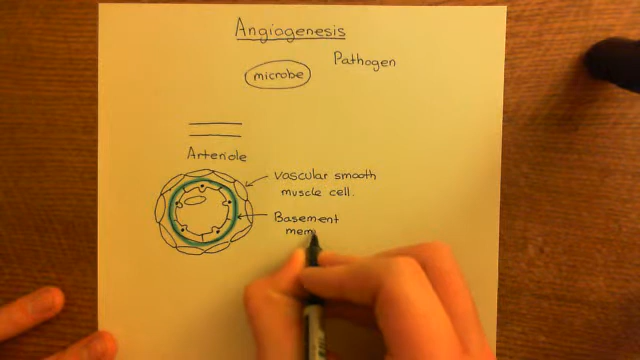 Angiogenesis
Pathogen
microbe
Arteriole
vascular smooth
muscle cell.
Basement
mem